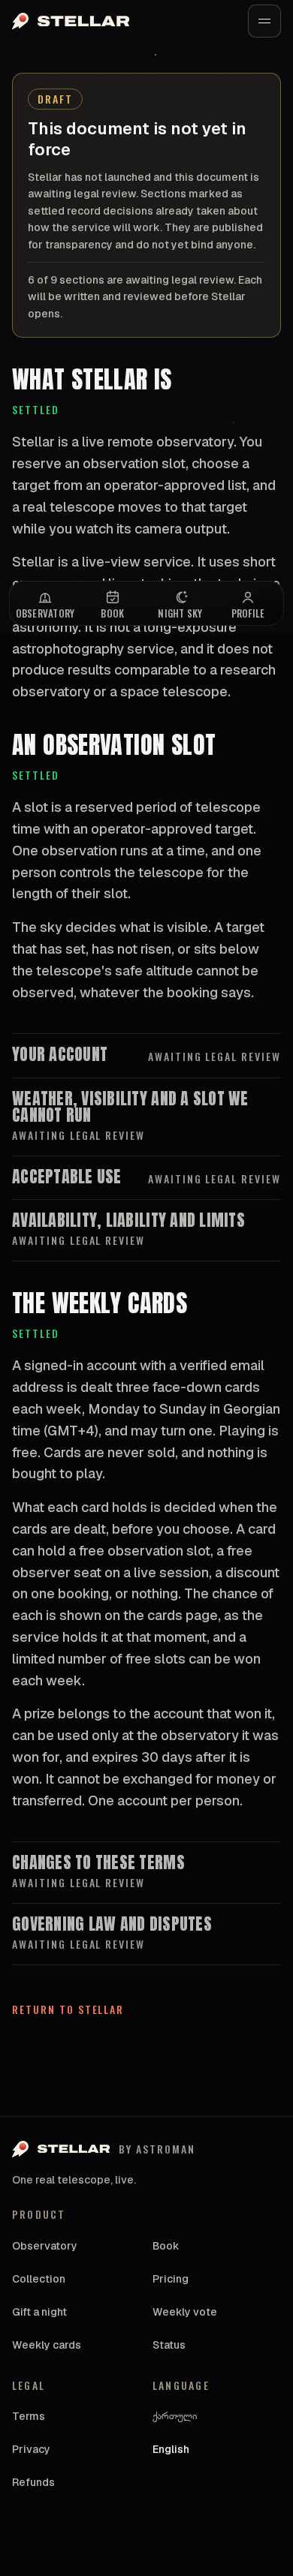 STELLAR
DRAFT
This document is not yet in
force
Stellar has not launched and this document is
awaiting legal review. Sections marked as
settled record decisions already taken about
how the service will work. They are published
for transparency and do not yet bind anyone.
6 of 9 sections are awaiting legal review. Each
will be written and reviewed before Stellar
opens.
WHAT STELLAR IS
SETTLED
Stellar is a live remote observatory. You
reserve an observation slot, choose a
target from an operator-approved list, and
a real telescope moves to that target
while you watch its camera output.
Stellar is a live-view service. It uses short
OBSERVATORY
BOOK
NIGHT SKY
PROFILE
astronomy. It is not a long-exposure
astrophotography service, and it does not
produce results comparable to a research
observatory or a space telescope.
AN OBSERVATION SLOT
SETTLED
A slot is a reserved period of telescope
time with an operator-approved target.
One observation runs at a time, and one
person controls the telescope for the
length of their slot.
The sky decides what is visible. A target
that has set, has not risen, or sits below
the telescope's safe altitude cannot be
observed, whatever the booking says.
YOUR ACCOUNT AWAITING LEGAL REVIEW
WEATHER, VISIBILITY AND A SLOT WE
CANNOT RUN
AWAITING LEGAL REVIEW
ACCEPTABLE USE AWAITING LEGAL REVIEW
AVAILABILITY, LIABILITY AND LIMITS
AWAITING LEGAL REVIEW
THE WEEKLY CARDS
SETTLED
A signed-in account with a verified email
address is dealt three face-down cards
each week, Monday to Sunday in Georgian
time (GMT+4), and may turn one. Playing is
free. Cards are never sold, and nothing is
bought to play.
What each card holds is decided when the
cards are dealt, before you choose. A card
can hold a free observation slot, a free
observer seat on a live session, a discount
on one booking, or nothing. The chance of
each is shown on the cards page, as the
service holds it at that moment, and a
limited number of free slots can be won
each week.
A prize belongs to the account that won it,
can be used only at the observatory it was
won for, and expires 30 days after it is
won. It cannot be exchanged for money or
transferred. One account per person.
CHANGES TO THESE TERMS
AWAITING LEGAL REVIEW
GOVERNING LAW AND DISPUTES
AWAITING LEGAL REVIEW
RETURN TO STELLAR
STELLAR BY ASTROMAN
One real telescope, live.
PRODUCT
Observatory Book
Collection Pricing
Gift a night Weekly vote
Weekly cards Status
LEGAL LANGUAGE
Terms ქართული
Privacy English
Refunds